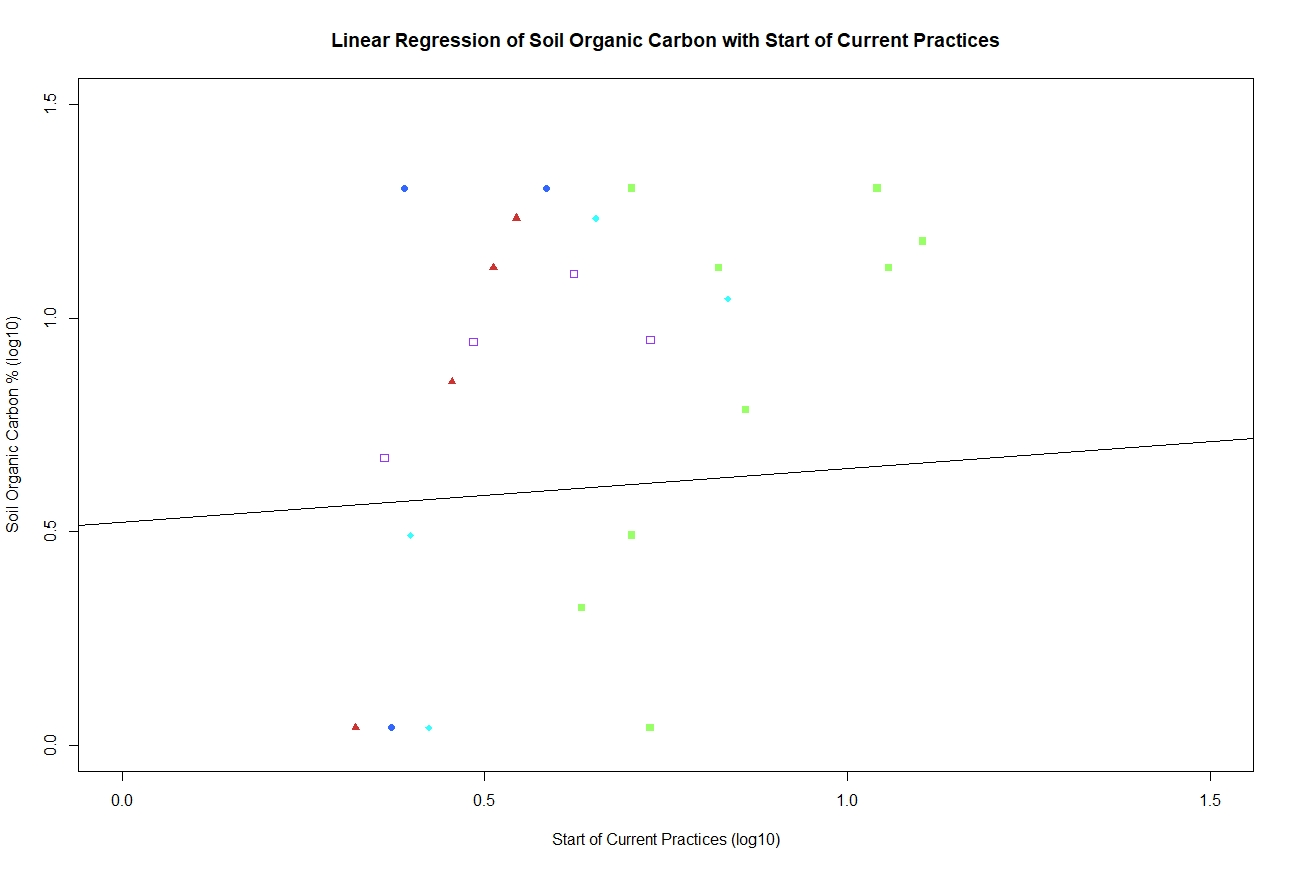 Linear Regression of Soil Organic Carbon with Start of Current Practices
1.5
1.0
0.5
0.0
Soil Organic Carbon % (log10)
0.0 0.5 1.0 1.5
Start of Current Practices (log10)